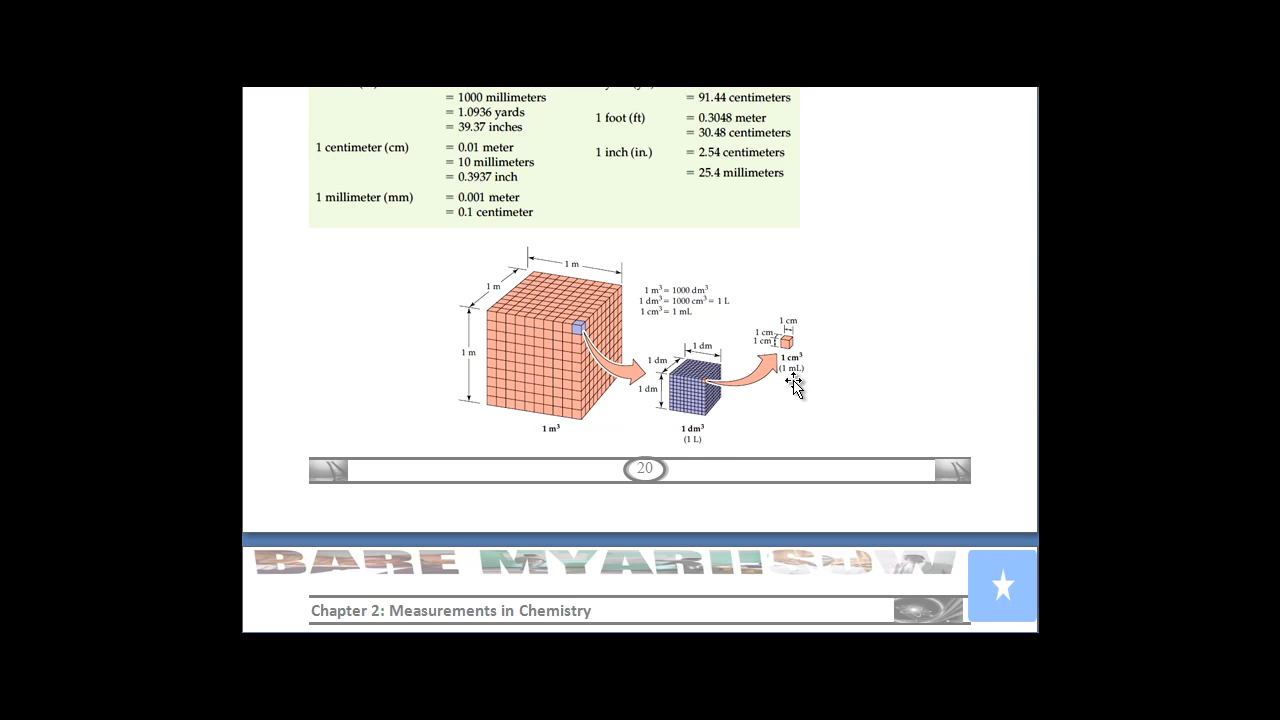 = 1000 millimeters
= 1.0936 yards
= 39.37 inches
1 centimeter (cm) = 0.01 meter
= 10 millimeters
= 0.3937 inch
1 millimeter (mm) = 0.001 meter
= 0.1 centimeter
= 91.44 centimeters
1 foot (ft) = 0.3048 meter
= 30.48 centimeters
1 inch (in.) = 2.54 centimeters
= 25.4 millimeters
1 m
1 m
1 m
1 m³
1 m³ = 1000 dm³
1 dm³ = 1000 cm³ = 1 L
1 cm³ = 1 mL
1 dm
1 dm
1 dm
1 dm³
(1 L)
1 cm
1 cm
1 cm
1 cm³
(1 mL)
20
BARE MYARIISOW
Chapter 2: Measurements in Chemistry